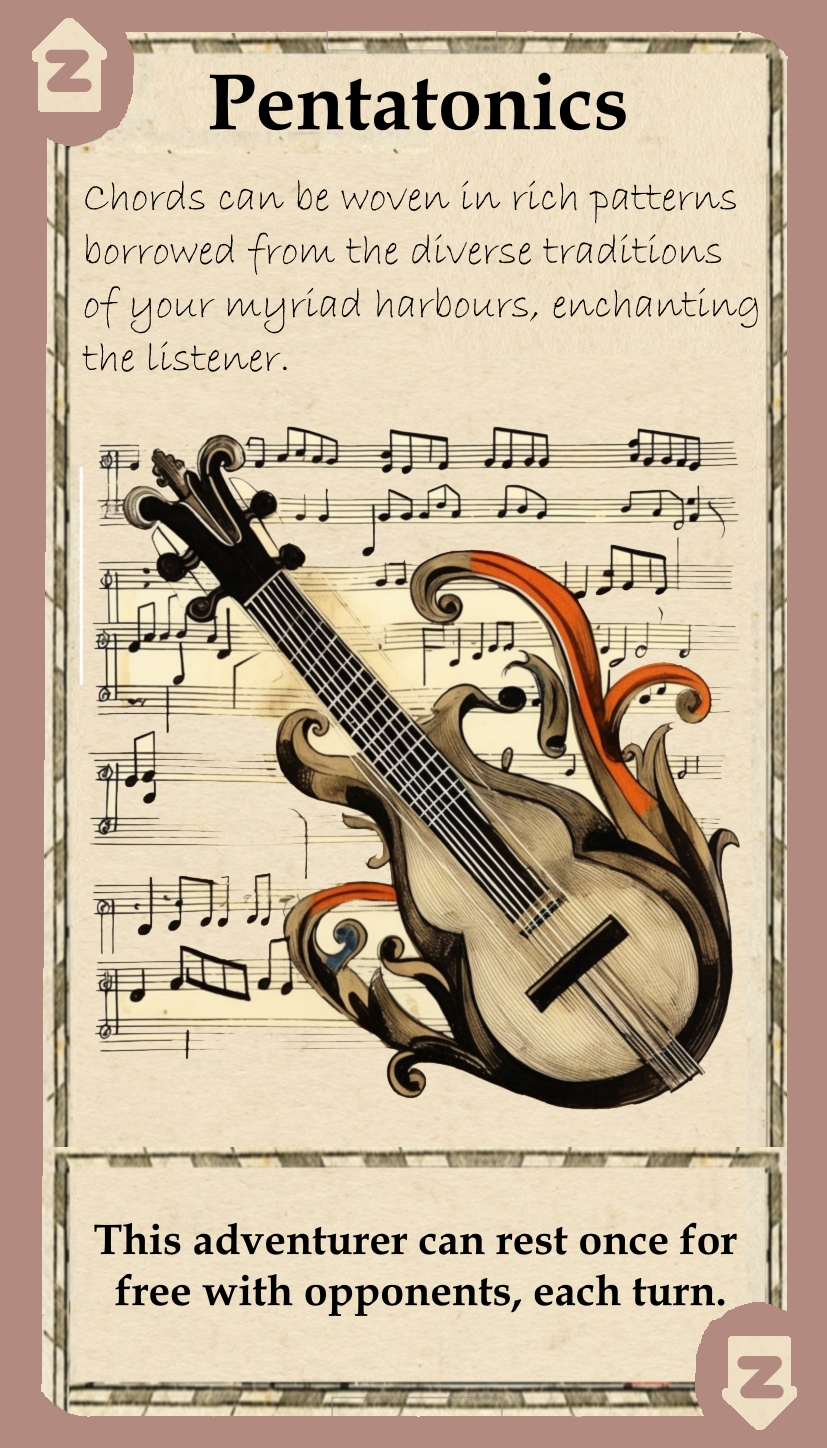 Z
Pentatonics
Chords can be woven in rich patterns
borrowed from the diverse traditions
of your myriad harbours, enchanting
the listener.
This adventurer can rest once for
free with opponents, each turn.
Z